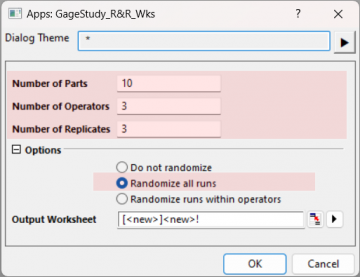 Apps: GageStudy_R&R_Wks
Dialog Theme *
Number of Parts 10
Number of Operators 3
Number of Replicates 3
Options
Do not randomize
Randomize all runs
Randomize runs within operators
Output Worksheet [<new>]<new>!
OK Cancel